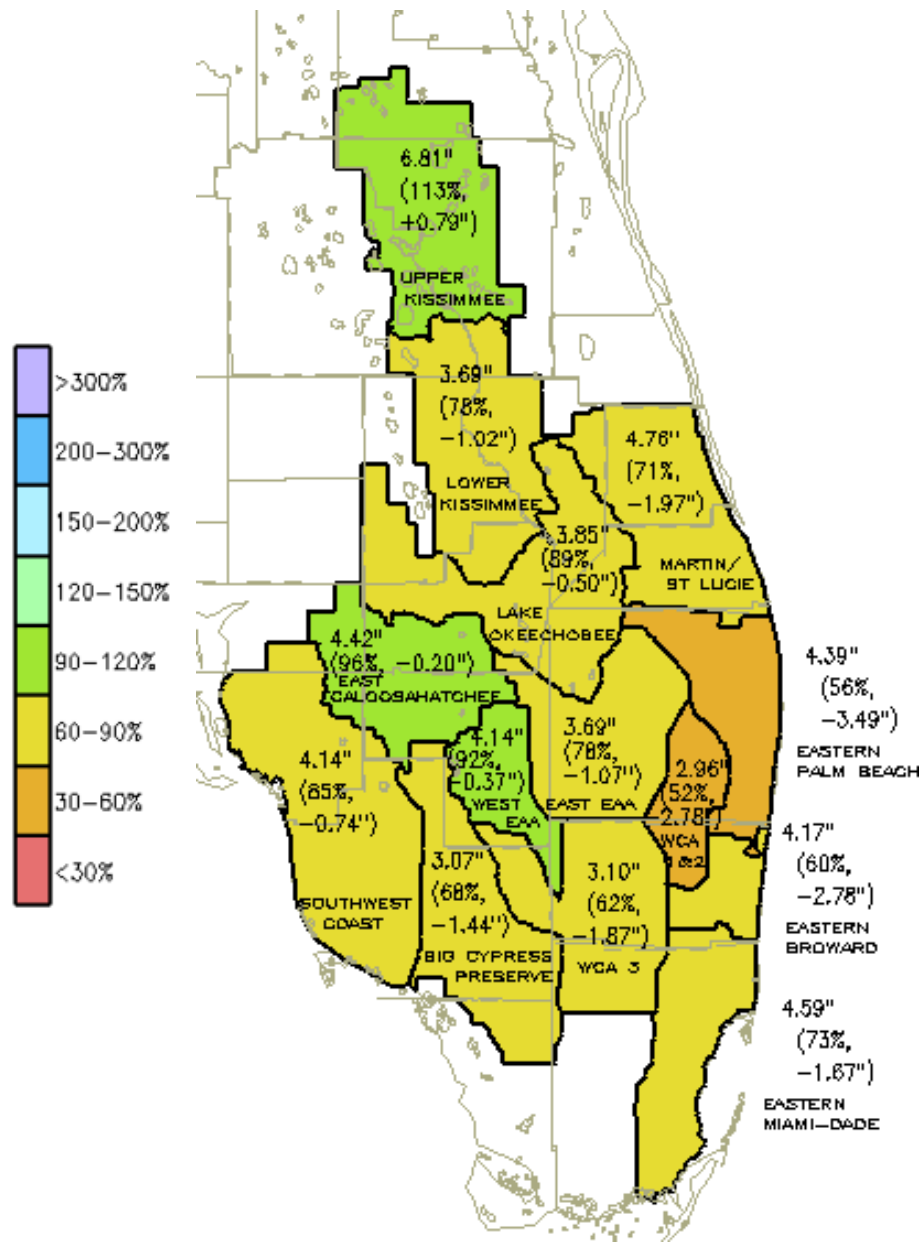 6.81"
(113%,
+0.79")
UPPER
KISSIMMEE
3.69"
(78%,
-1.02")
LOWER
KISSIMMEE
4.76"
(71%,
-1.97")
MARTIN/
ST LUCIE
3.85"
(89%,
-0.50")
LAKE
OKEECHOBEE
>300%
200-300%
150-200%
120-150%
90-120%
60-90%
30-60%
<30%
4.42"
(96%, -0.20")
EAST
CALOOSAHATCHEE
4.39"
(56%,
-3.49")
EASTERN
PALM BEACH
4.14"
(85%,
-0.74")
SOUTHWEST
COAST
4.14"
(92%,
-0.37")
WEST
EAA
3.69"
(78%,
-1.07")
EAST EAA
2.96"
(52%,
-2.78")
WCA
1&2
4.17"
(60%,
-2.78")
EASTERN
BROWARD
3.07"
(68%,
-1.44")
BIG CYPRESS
PRESERVE
3.10"
(62%,
-1.87")
WCA 3
4.59"
(73%,
-1.67")
EASTERN
MIAMI-DADE